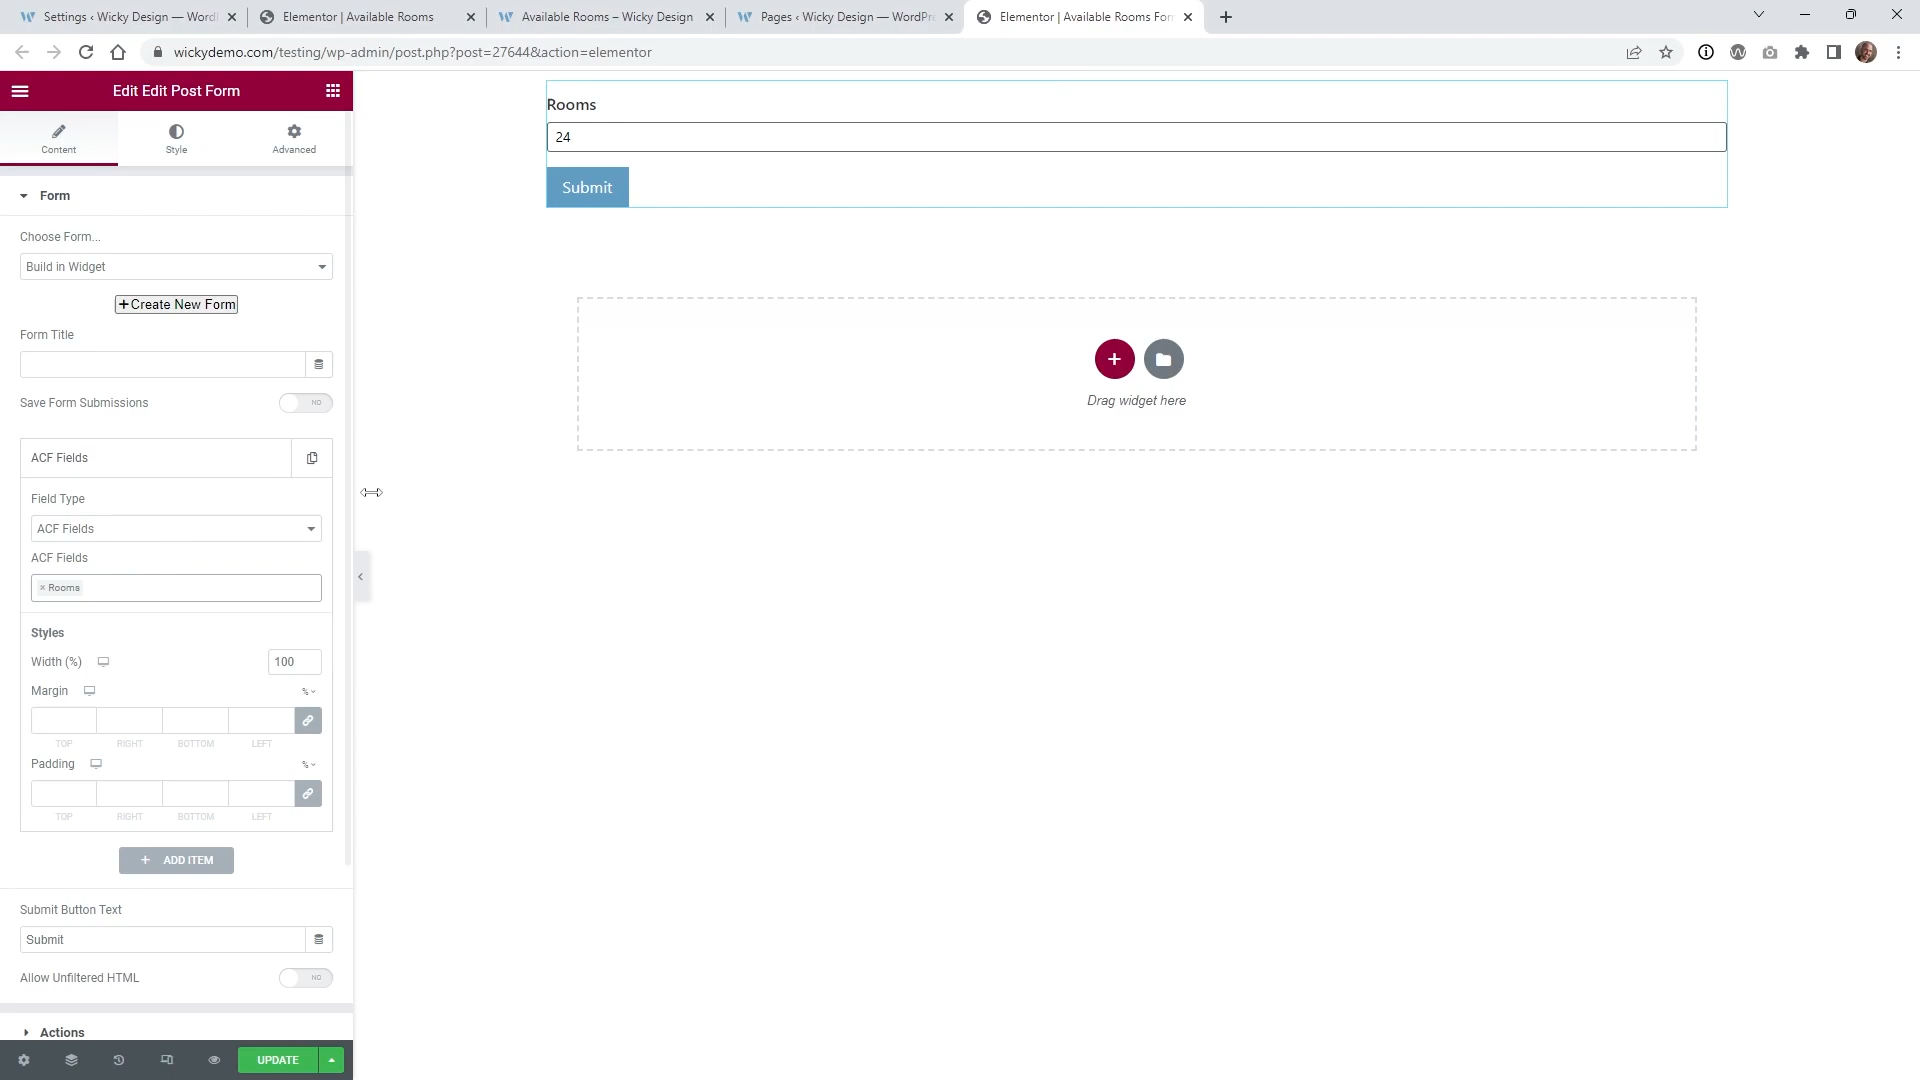 Settings ‹ Wicky Design — Word
Elementor | Available Rooms
Available Rooms – Wicky Design
Pages ‹ Wicky Design — WordPre
Elementor | Available Rooms For
wickydemo.com/testing/wp-admin/post.php?post=27644&action=elementor
Edit Edit Post Form
Content
Style
Advanced
Form
Choose Form...
Build in Widget
+Create New Form
Form Title
Save Form Submissions
NO
ACF Fields
Field Type
ACF Fields
ACF Fields
× Rooms
Styles
Width (%)
100
Margin
%
TOP RIGHT BOTTOM LEFT
Padding
%
TOP RIGHT BOTTOM LEFT
+ ADD ITEM
Submit Button Text
Submit
Allow Unfiltered HTML
NO
Actions
UPDATE
Rooms
24
Submit
Drag widget here